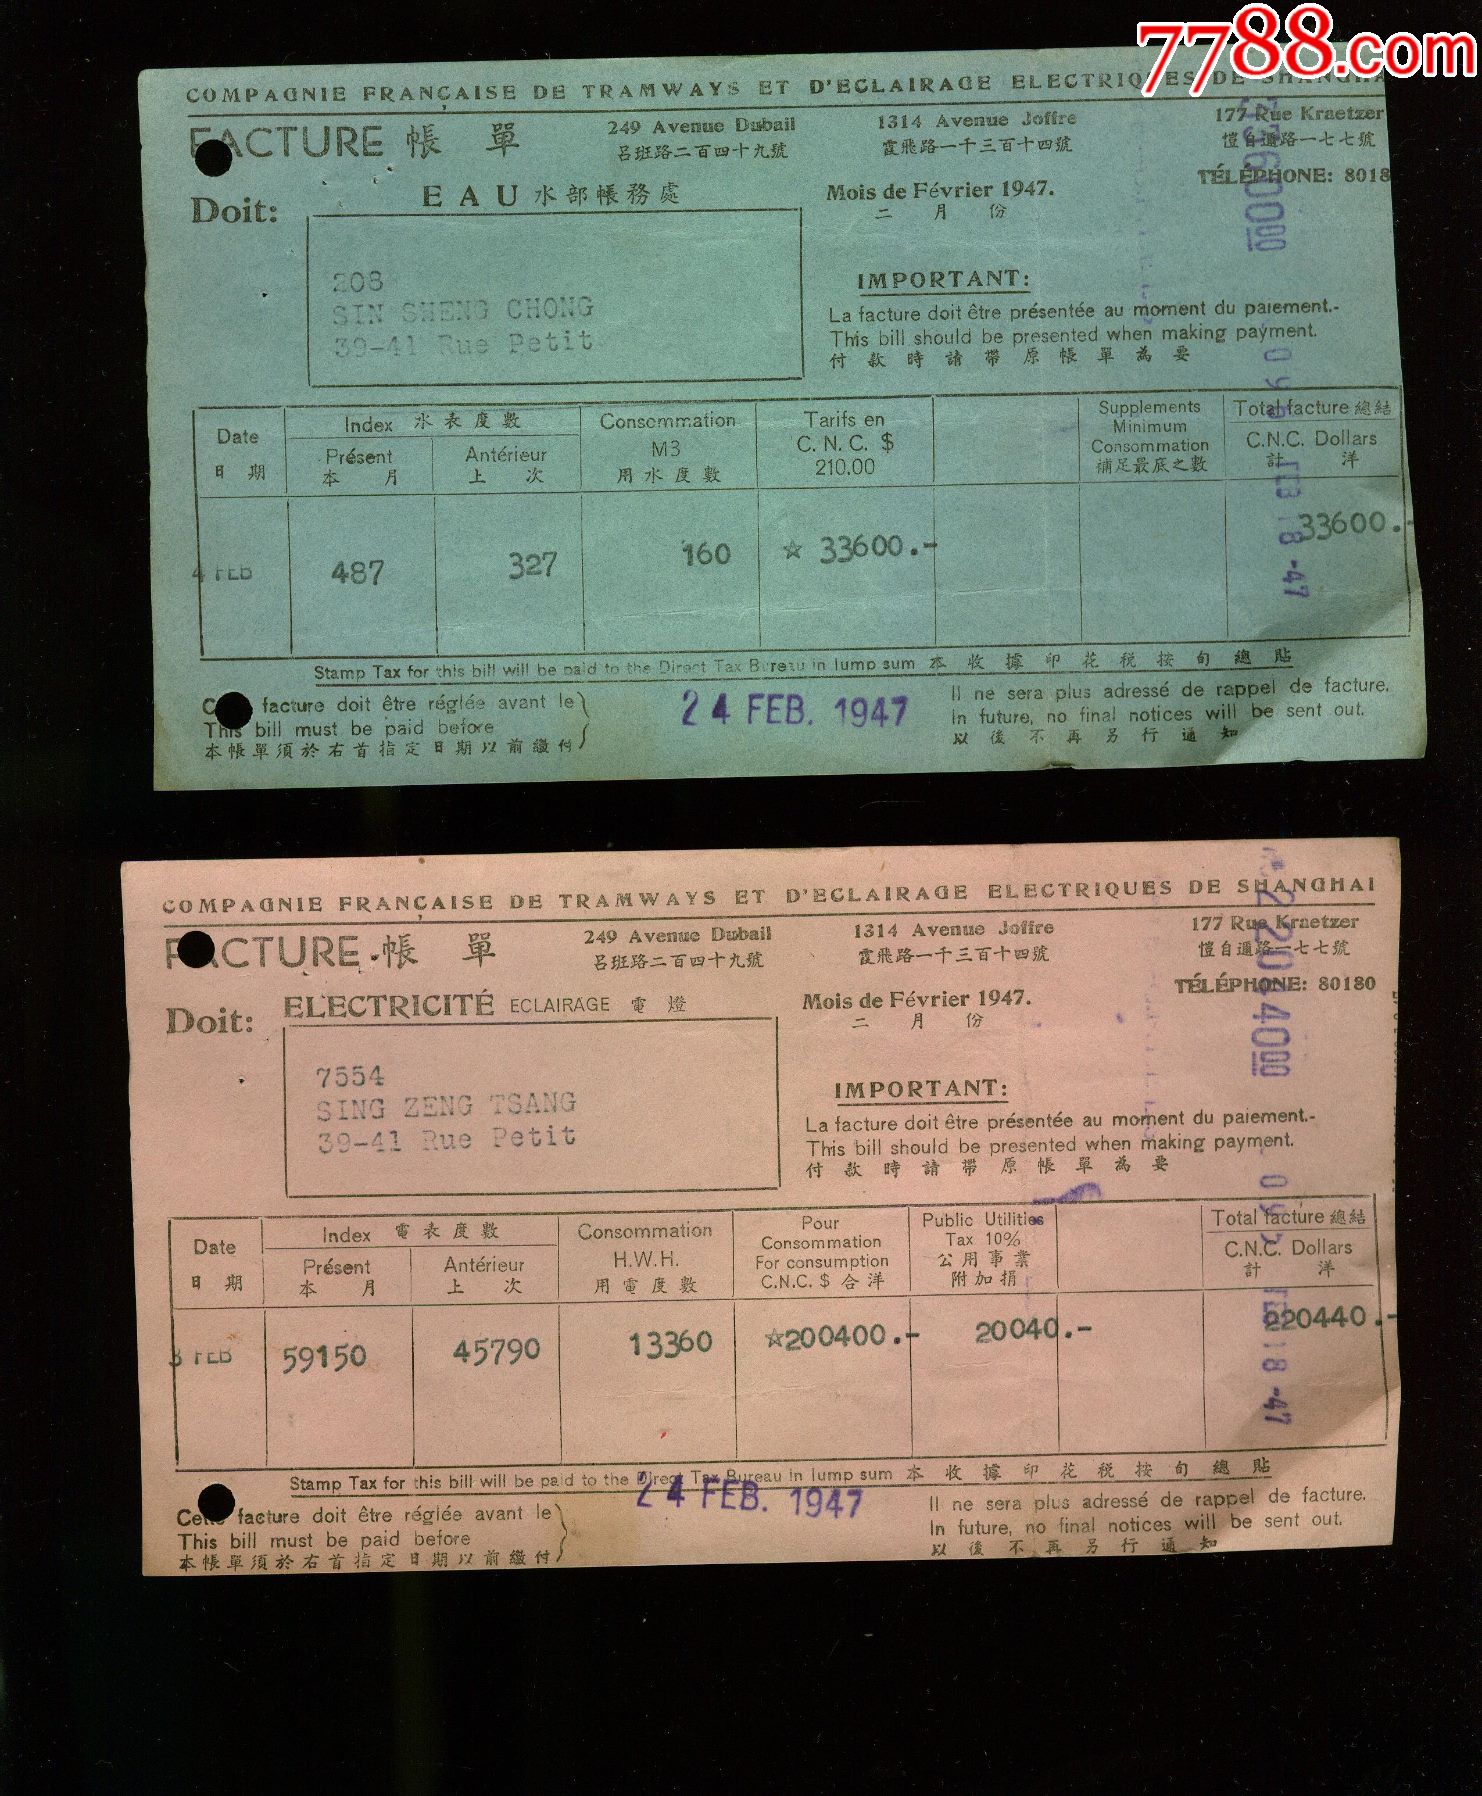 7788.com
COMPAGNIE FRANÇAISE DE TRAMWAYS ET D'ECLAIRAGE ELECTRIQUES DE SHANGHA
FACTURE 帳 單
249 Avenue Dubail
呂班路二百四十九號
1314 Avenue Joffre
霞飛路一千三百十四號
177 Rue Kraetzer
愷自邇路一七七號
TÉLÉPHONE: 8018
Doit:
EAU 水部帳務處
Mois de Février 1947.
二 月 份
208
SIN SHENG CHONG
39-41 Rue Petit
IMPORTANT:
La facture doit être présentée au moment du paiement.-
This bill should be presented when making payment.
付款時請帶原帳單為要
Date
日 期
Index 水表度數
Présent
本 月
Antérieur
上 次
Consommation
M3
用水度數
Tarifs en
C. N. C. $
210.00
Supplements
Minimum
Consommation
補足最底之數
Total facture 總結
C.N.C. Dollars
計 洋
4 FEB
487
327
160
☆ 33600.-
33600.-
FEB 18 -47
Stamp Tax for this bill will be paid to the Direct Tax Bureau in lump sum 本收據印花稅按旬總貼
facture doit être réglée avant le
This bill must be paid before
本帳單須於右首指定日期以前繳付
24 FEB. 1947
Il ne sera plus adressé de rappel de facture.
In future, no final notices will be sent out.
以後不再另行通知
COMPAGNIE FRANÇAISE DE TRAMWAYS ET D'ECLAIRAGE ELECTRIQUES DE SHANGHAI
FACTURE 帳 單
249 Avenue Dubail
呂班路二百四十九號
1314 Avenue Joffre
霞飛路一千三百十四號
177 Rue Kraetzer
愷自邇路一七七號
TÉLÉPHONE: 80180
Doit:
ELECTRICITÉ ECLAIRAGE 電 燈
Mois de Février 1947.
二 月 份
7554
SING ZENG TSANG
39-41 Rue Petit
IMPORTANT:
La facture doit être présentée au moment du paiement.-
This bill should be presented when making payment.
付款時請帶原帳單為要
Date
日 期
Index 電表度數
Présent
本 月
Antérieur
上 次
Consommation
H.W.H.
用電度數
Pour
Consommation
For consumption
C.N.C. $ 合洋
Public Utilities
Tax 10%
公用事業
附加捐
Total facture 總結
C.N.C. Dollars
計 洋
3 FEB
59150
45790
13360
☆200400.-
20040.-
220440.-
Stamp Tax for this bill will be paid to the Direct Tax Bureau in lump sum 本收據印花稅按旬總貼
Cette facture doit être réglée avant le
This bill must be paid before
本帳單須於右首指定日期以前繳付
24 FEB. 1947
Il ne sera plus adressé de rappel de facture.
In future, no final notices will be sent out.
以後不再另行通知